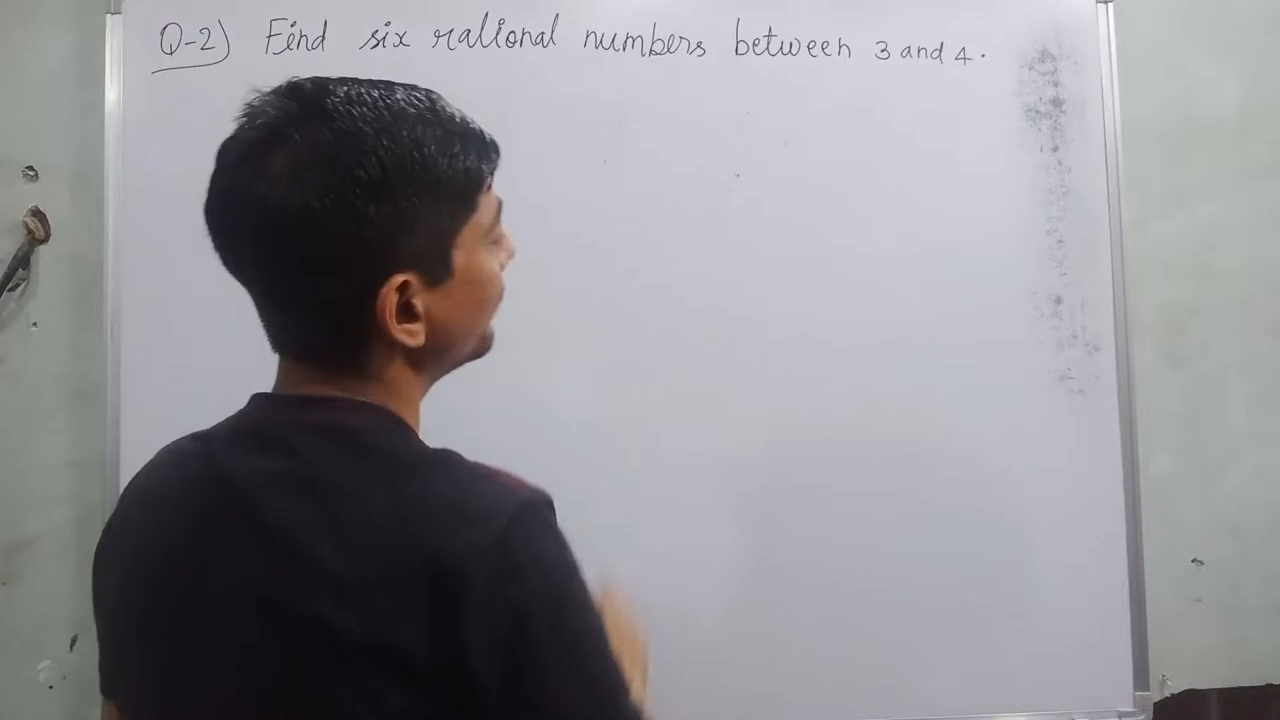 Q-2) Find six rational numbers between 3 and 4.